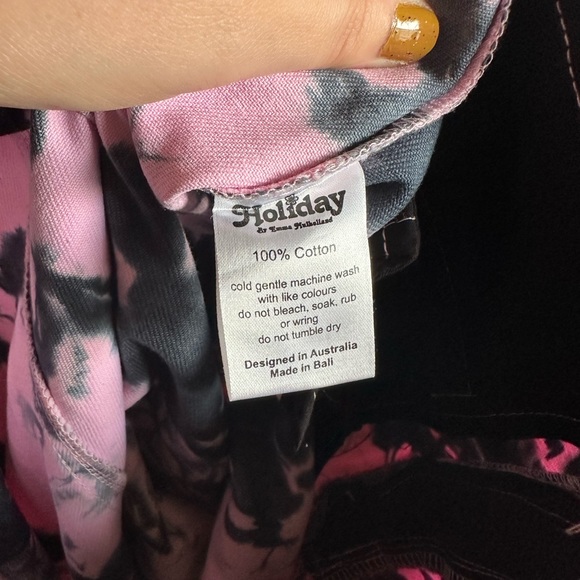 Holiday
By Emma Mulholland
100% Cotton
cold gentle machine wash
with like colours
do not bleach, soak, rub
or wring
do not tumble dry
Designed in Australia
Made in Bali